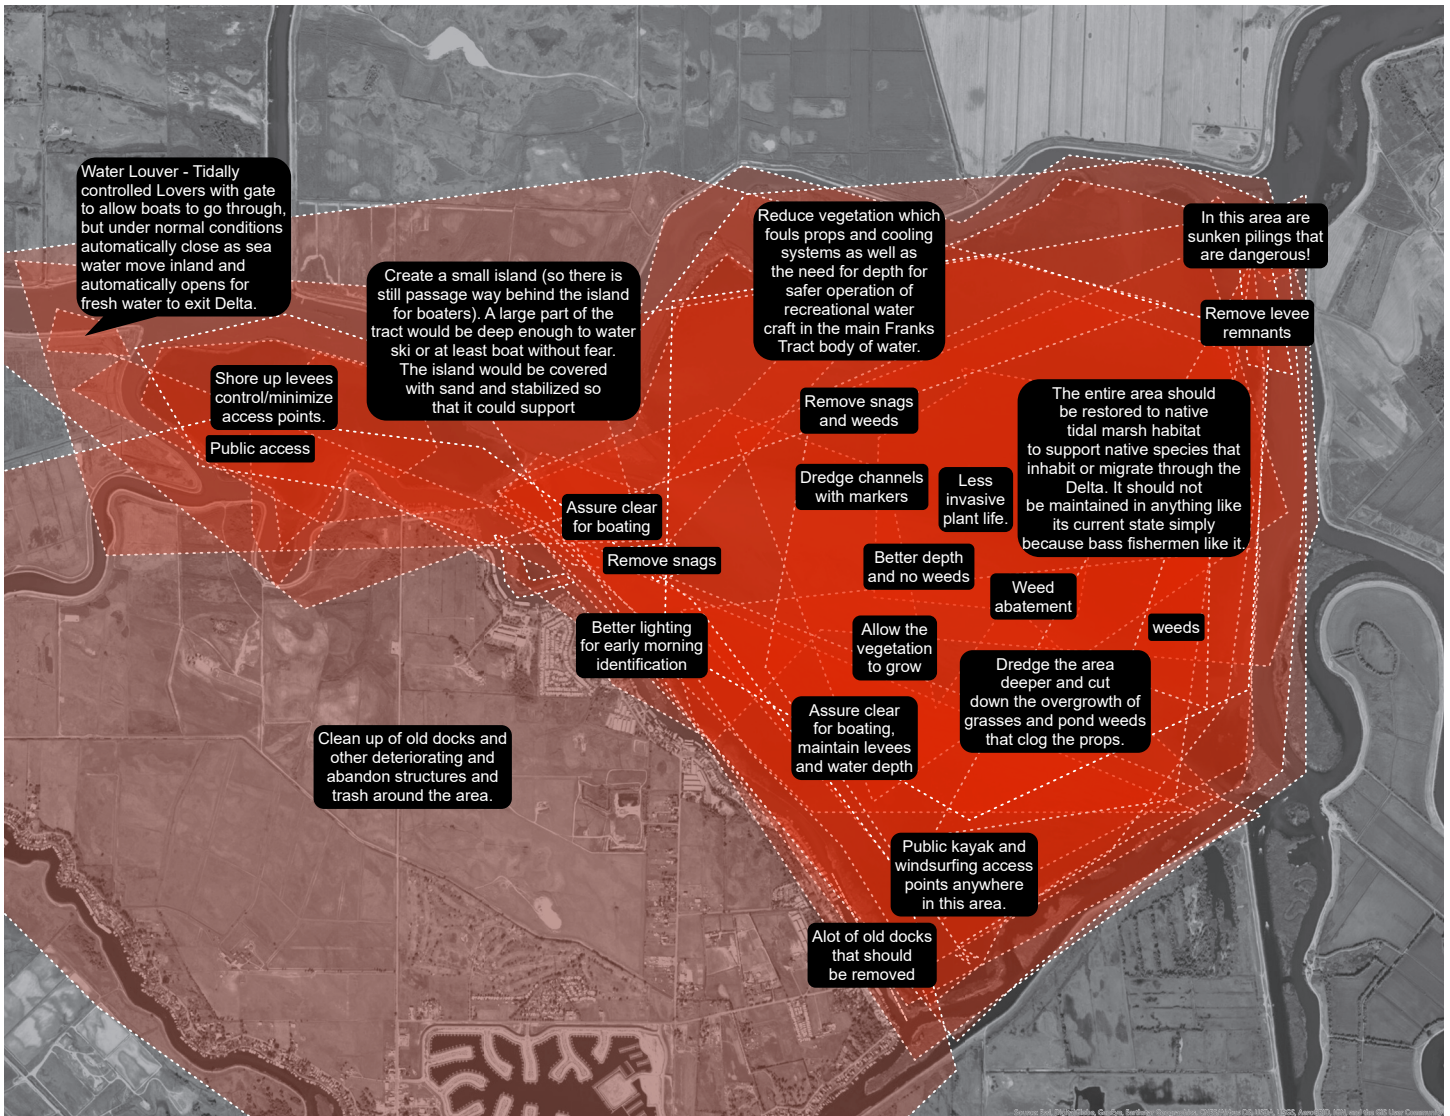 Water Louver - Tidally
controlled Lovers with gate
to allow boats to go through,
but under normal conditions
automatically close as sea
water move inland and
automatically opens for
fresh water to exit Delta.
Create a small island (so there is
still passage way behind the island
for boaters). A large part of the
tract would be deep enough to water
ski or at least boat without fear.
The island would be covered
with sand and stabilized so
that it could support
Reduce vegetation which
fouls props and cooling
systems as well as
the need for depth for
safer operation of
recreational water
craft in the main Franks
Tract body of water.
In this area are
sunken pilings that
are dangerous!
Remove levee
remnants
Shore up levees
control/minimize
access points.
Public access
Remove snags
and weeds
The entire area should
be restored to native
tidal marsh habitat
to support native species that
inhabit or migrate through the
Delta. It should not
be maintained in anything like
its current state simply
because bass fishermen like it.
Dredge channels
with markers
Less
invasive
plant life.
Assure clear
for boating
Remove snags
Better depth
and no weeds
Weed
abatement
weeds
Better lighting
for early morning
identification
Allow the
vegetation
to grow
Dredge the area
deeper and cut
down the overgrowth of
grasses and pond weeds
that clog the props.
Assure clear
for boating,
maintain levees
and water depth
Clean up of old docks and
other deteriorating and
abandon structures and
trash around the area.
Public kayak and
windsurfing access
points anywhere
in this area.
Alot of old docks
that should
be removed